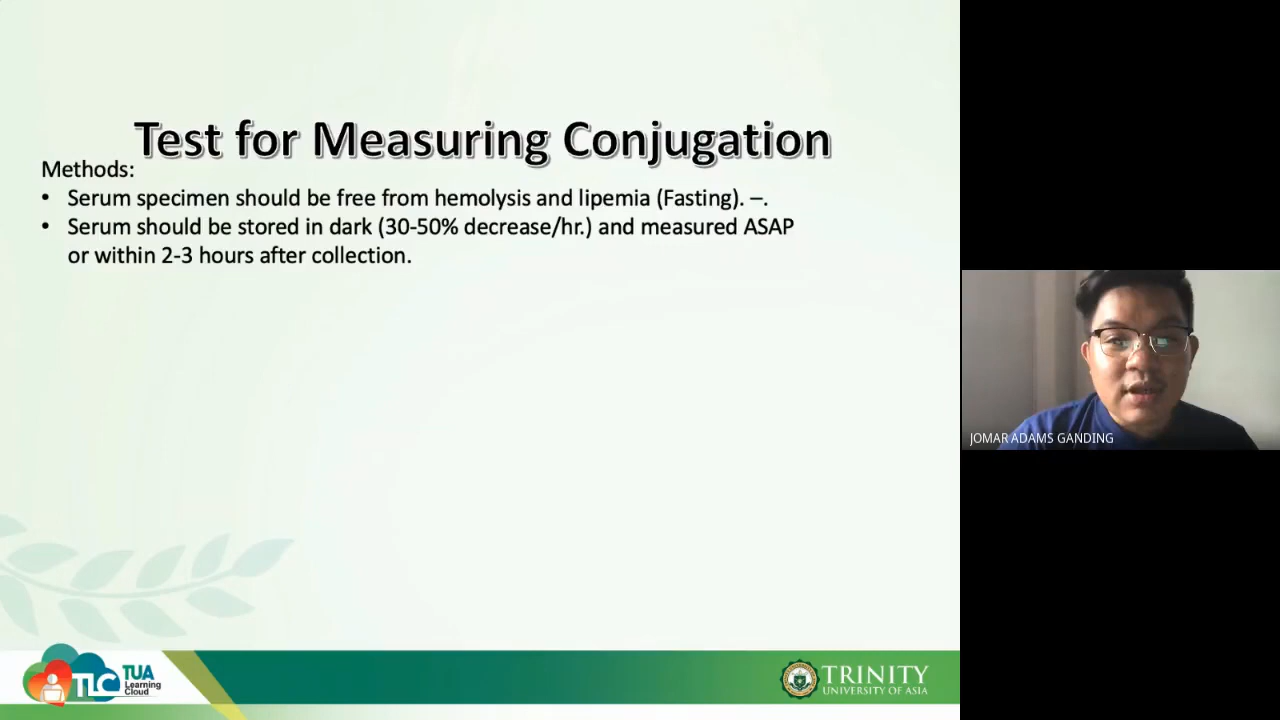 Test for Measuring Conjugation
Methods:
• Serum specimen should be free from hemolysis and lipemia (Fasting). –.
• Serum should be stored in dark (30-50% decrease/hr.) and measured ASAP
or within 2-3 hours after collection.
JOMAR ADAMS GANDING
TLC
TUA
Learning
Cloud
TRINITY
UNIVERSITY OF ASIA